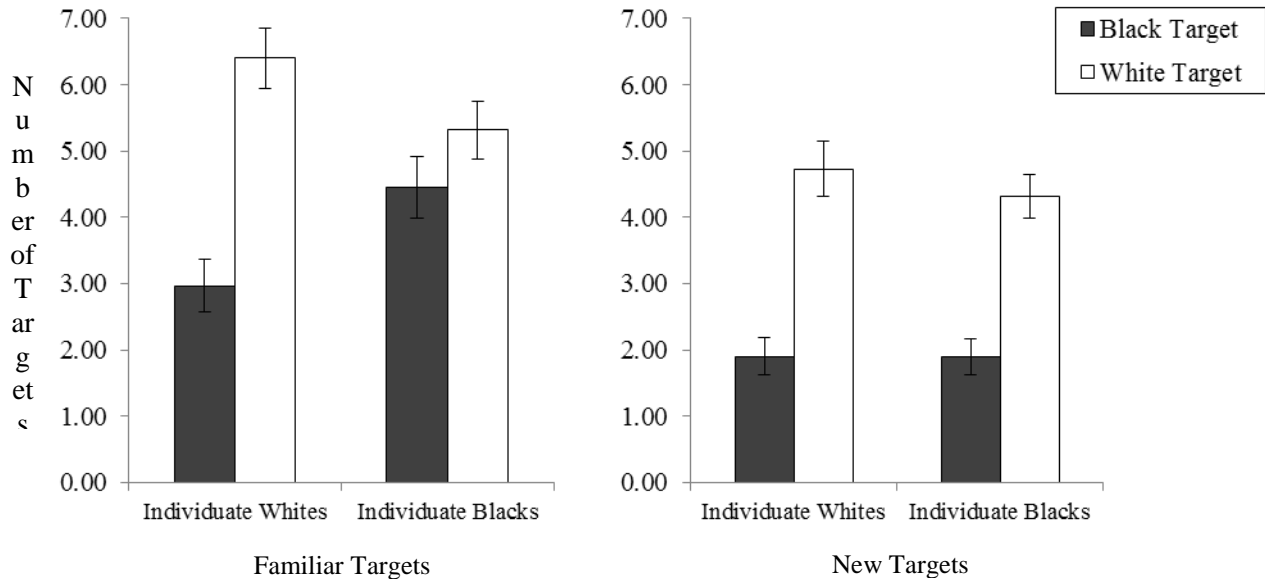 7.00
6.00
5.00
4.00
3.00
2.00
1.00
0.00
N
u
m
b
er
of
T
ar
g
et
s
Individuate Whites Individuate Blacks
Familiar Targets
7.00
6.00
5.00
4.00
3.00
2.00
1.00
0.00
Individuate Whites Individuate Blacks
New Targets
Black Target
White Target